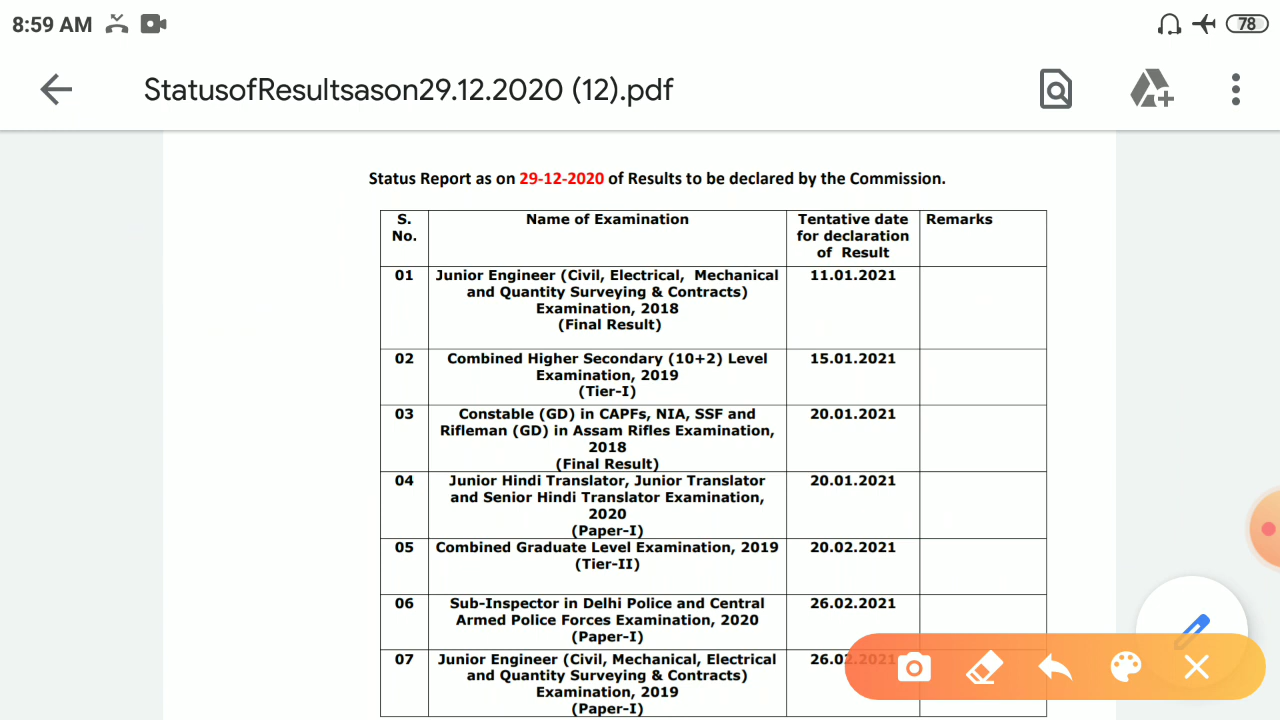 8:59 AM
78
StatusofResultsason29.12.2020 (12).pdf
Status Report as on 29-12-2020 of Results to be declared by the Commission.
S. No. Name of Examination Tentative date for declaration of Result Remarks
01 Junior Engineer (Civil, Electrical, Mechanical 11.01.2021
and Quantity Surveying & Contracts)
Examination, 2018
(Final Result)
02 Combined Higher Secondary (10+2) Level 15.01.2021
Examination, 2019
(Tier-I)
03 Constable (GD) in CAPFs, NIA, SSF and 20.01.2021
Rifleman (GD) in Assam Rifles Examination,
2018
(Final Result)
04 Junior Hindi Translator, Junior Translator 20.01.2021
and Senior Hindi Translator Examination,
2020
(Paper-I)
05 Combined Graduate Level Examination, 2019 20.02.2021
(Tier-II)
06 Sub-Inspector in Delhi Police and Central 26.02.2021
Armed Police Forces Examination, 2020
(Paper-I)
07 Junior Engineer (Civil, Mechanical, Electrical 26.02.2021
and Quantity Surveying & Contracts)
Examination, 2019
(Paper-I)